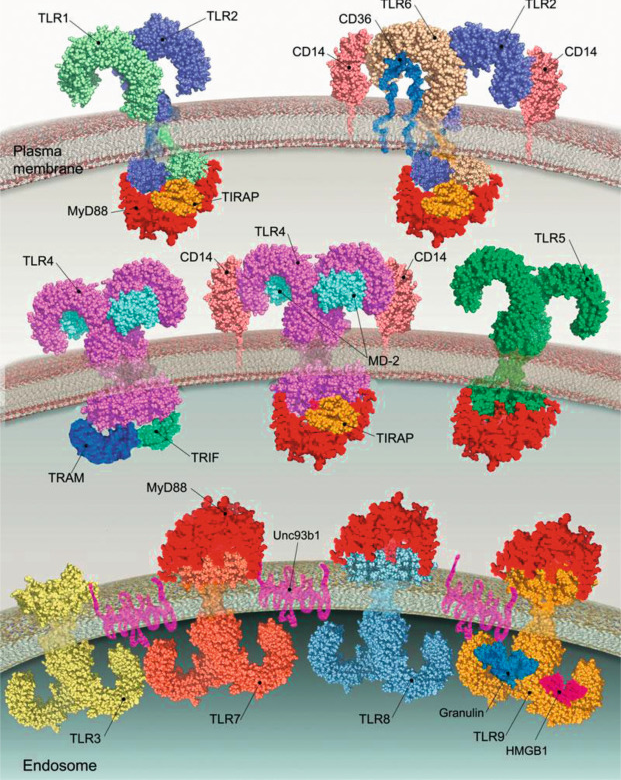 TLR1
TLR2
CD14
CD36
TLR6
TLR2
CD14
Plasma
membrane
MyD88
TIRAP
TLR4
CD14
TLR4
CD14
TLR5
MD-2
TRAM
TRIF
TIRAP
MyD88
Unc93b1
TLR3
TLR7
TLR8
Granulin
TLR9
HMGB1
Endosome